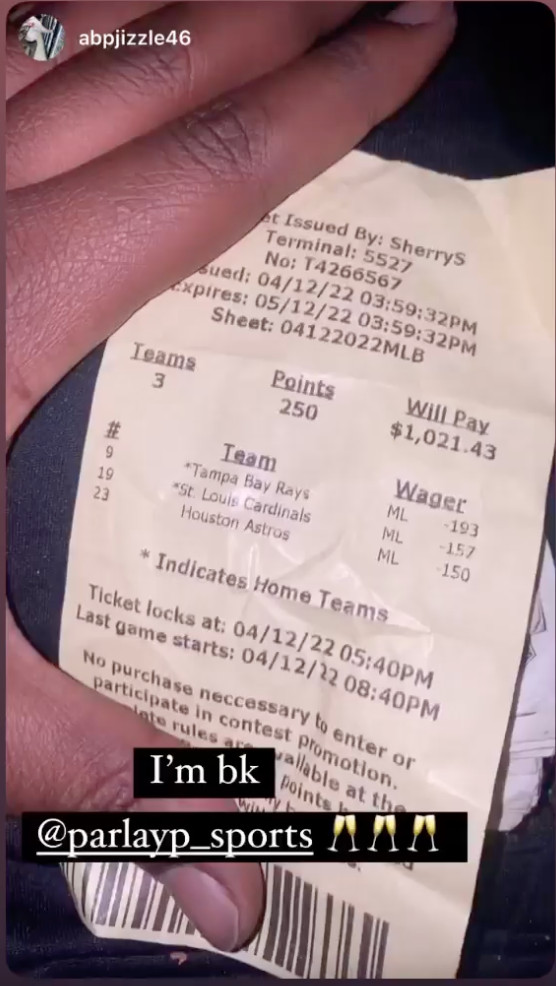 abpjizzle46
et Issued By: SherryS
Terminal: 5527
No: T4266567
sued: 04/12/22 03:59:32PM
xpires: 05/12/22 03:59:32PM
Sheet: 04122022MLB
Teams Points Will Pay
3 250 $1,021.43
# Team Wager
9 *Tampa Bay Rays ML -193
19 *St. Louis Cardinals ML -157
23 Houston Astros ML -150
* Indicates Home Teams
Ticket locks at: 04/12/22 05:40PM
Last game starts: 04/12/22 08:40PM
No purchase neccessary to enter or
participate in contest promotion.
rules available at the
points
I'm bk
@parlayp_sports 🥂🥂🥂